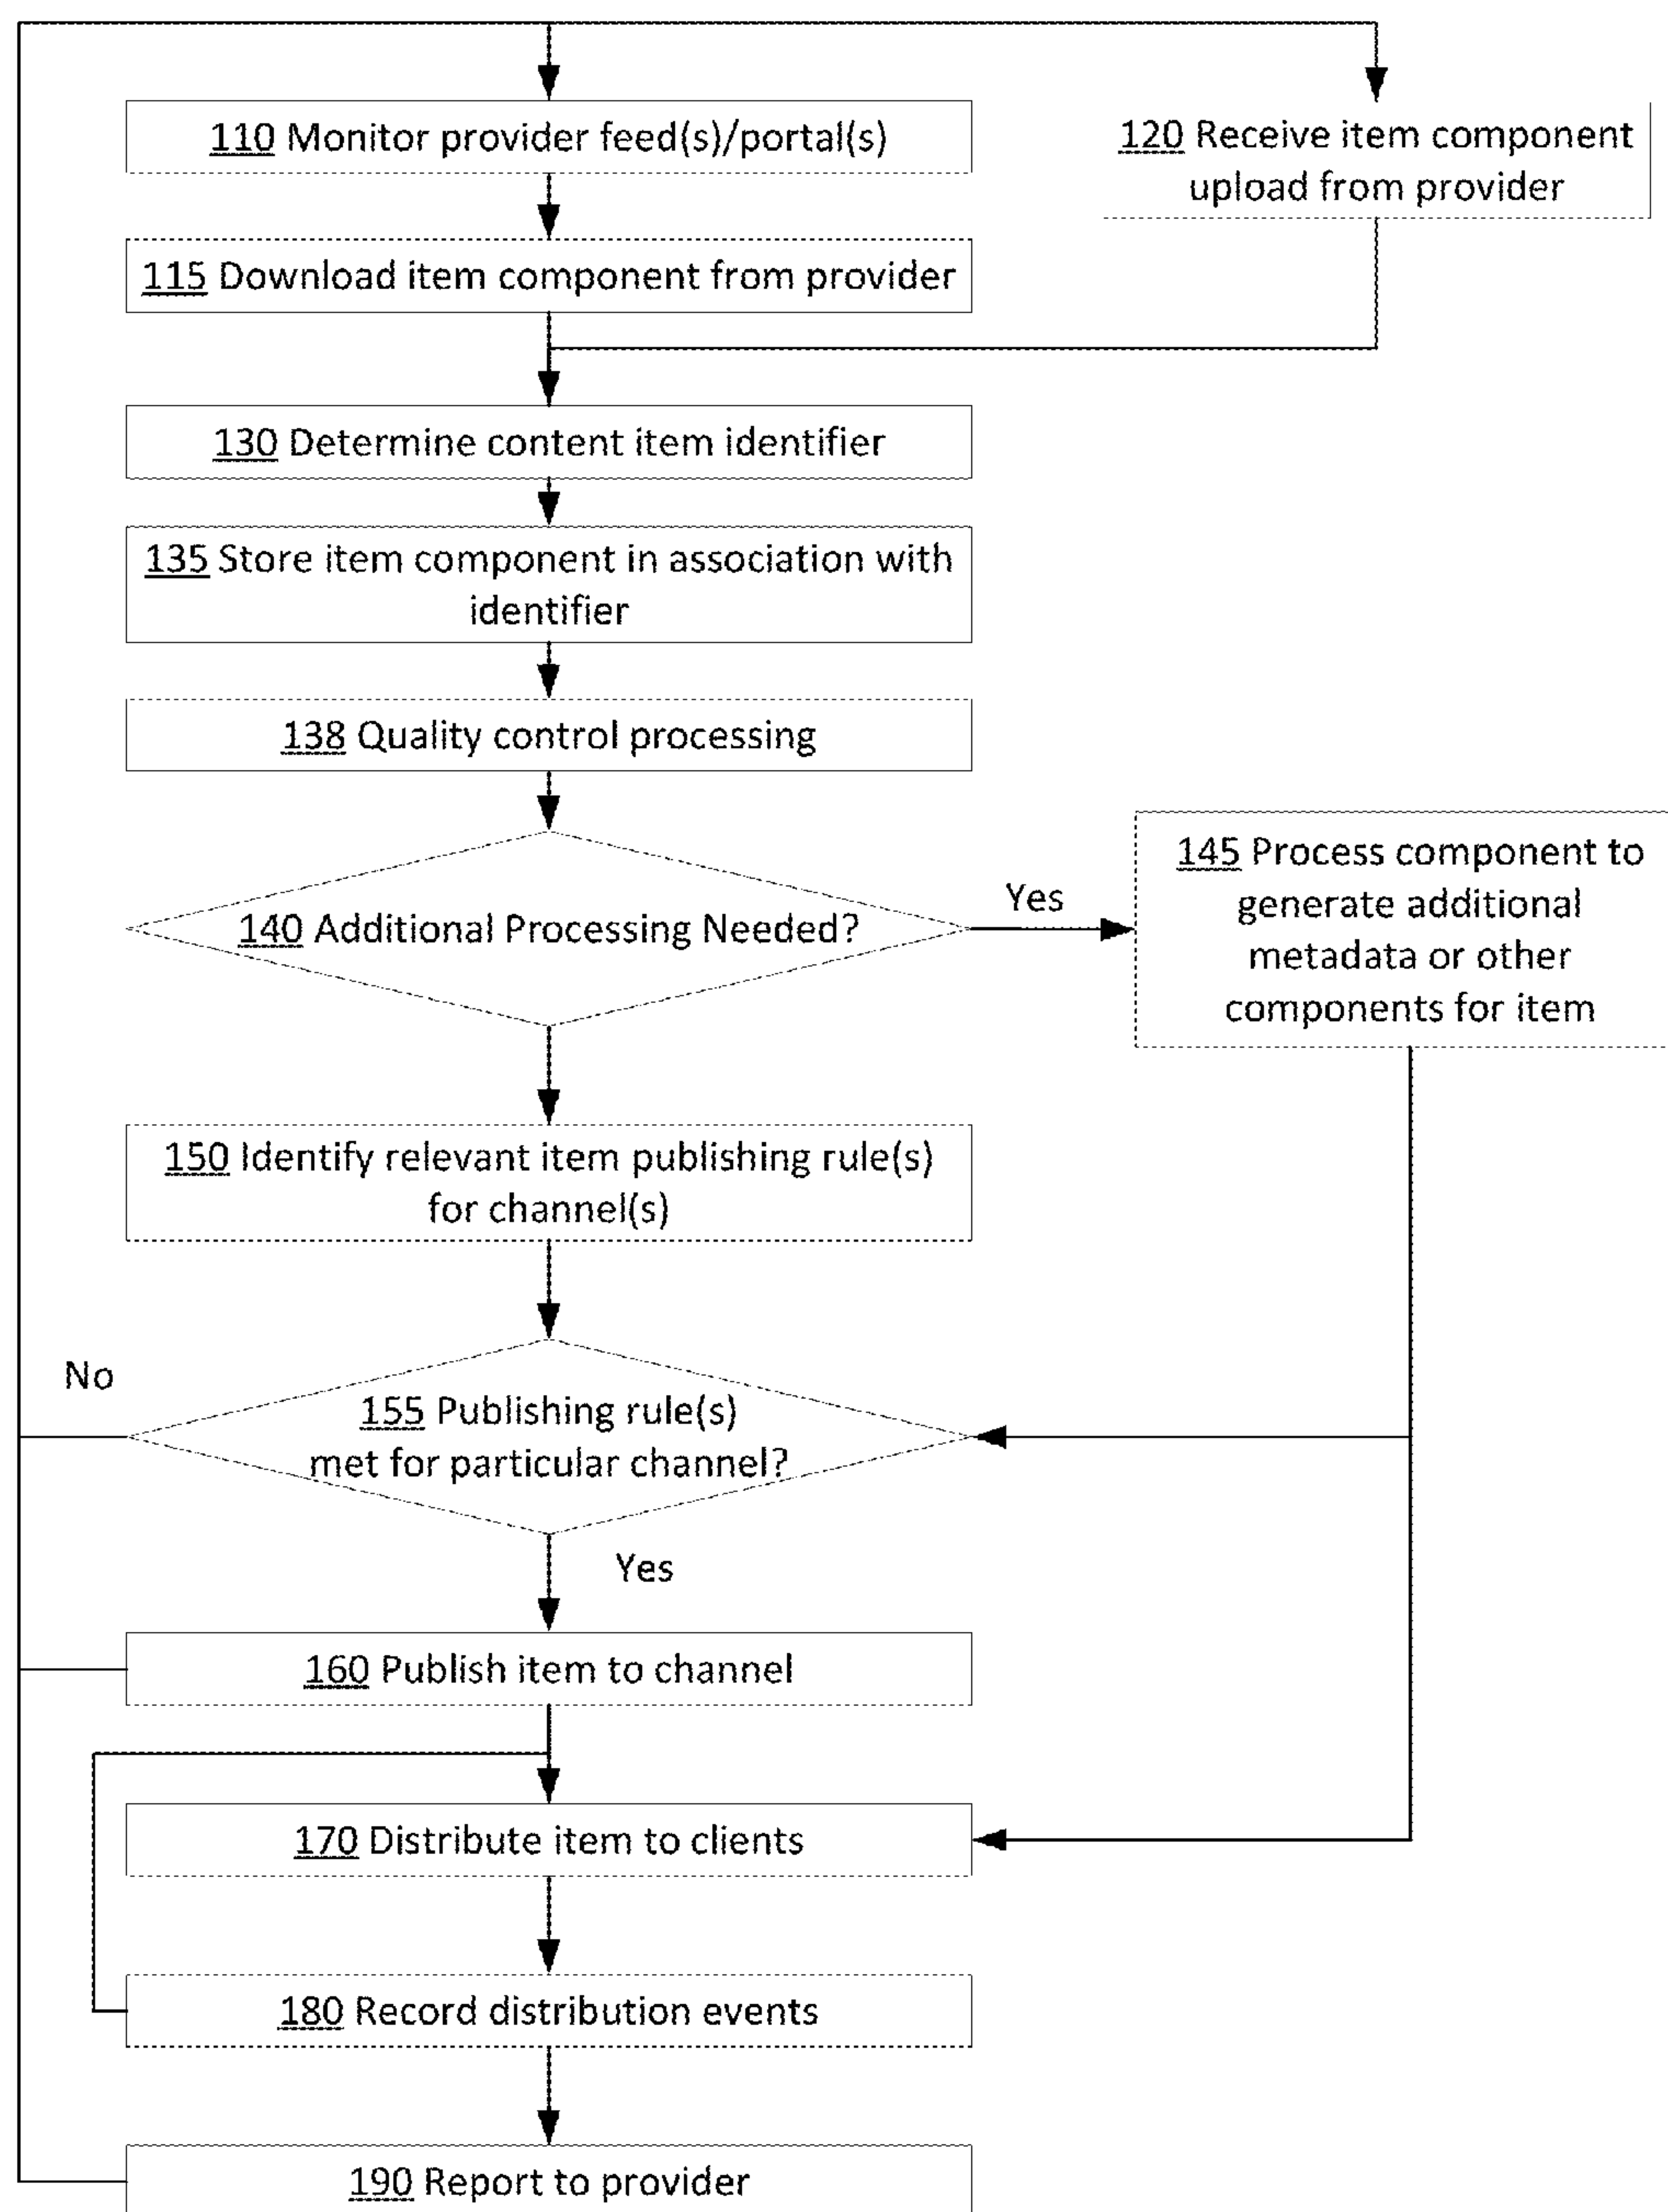 110 Monitor provider feed(s)/portal(s)
120 Receive item component
upload from provider
115 Download item component from provider
130 Determine content item identifier
135 Store item component in association with
identifier
138 Quality control processing
140 Additional Processing Needed?
Yes
145 Process component to
generate additional
metadata or other
components for item
150 Identify relevant item publishing rule(s)
for channel(s)
No
155 Publishing rule(s)
met for particular channel?
Yes
160 Publish item to channel
170 Distribute item to clients
180 Record distribution events
190 Report to provider